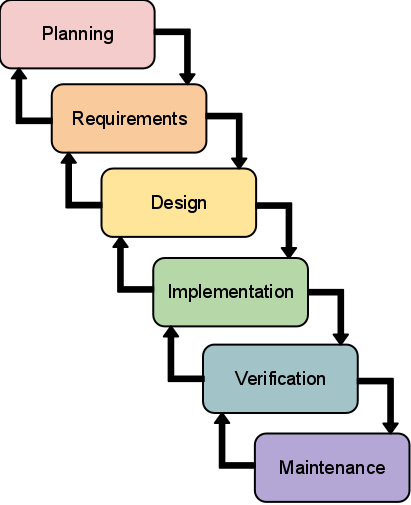 Planning
Requirements
Design
Implementation
Verification
Maintenance